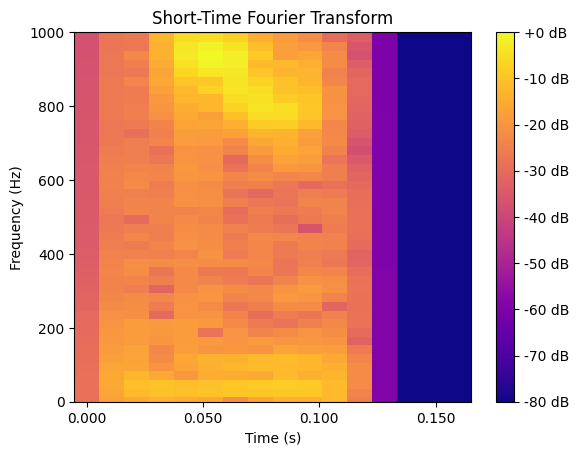 Short-Time Fourier Transform
1000
800
600
400
200
0
Frequency (Hz)
0.000
0.050
0.100
0.150
Time (s)
+0 dB
-10 dB
-20 dB
-30 dB
-40 dB
-50 dB
-60 dB
-70 dB
-80 dB